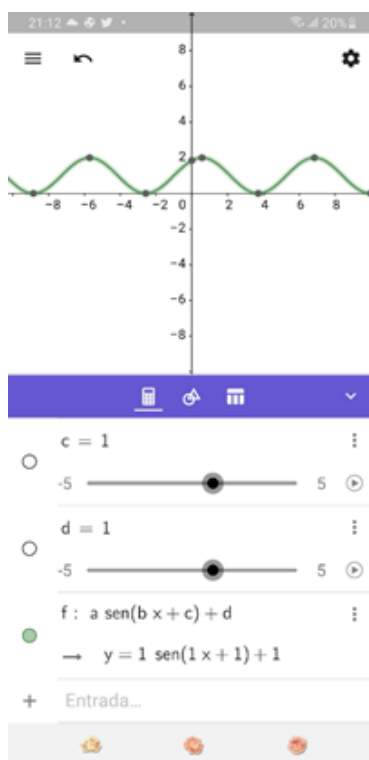 21:12 20%
8
6
4
2
-8 -6 -4 -2 0 2 4 6 8
-2
-4
-6
-8
c = 1
-5 5
d = 1
-5 5
f : a sen(b x + c) + d
→ y = 1 sen(1 x + 1) + 1
+ Entrada...